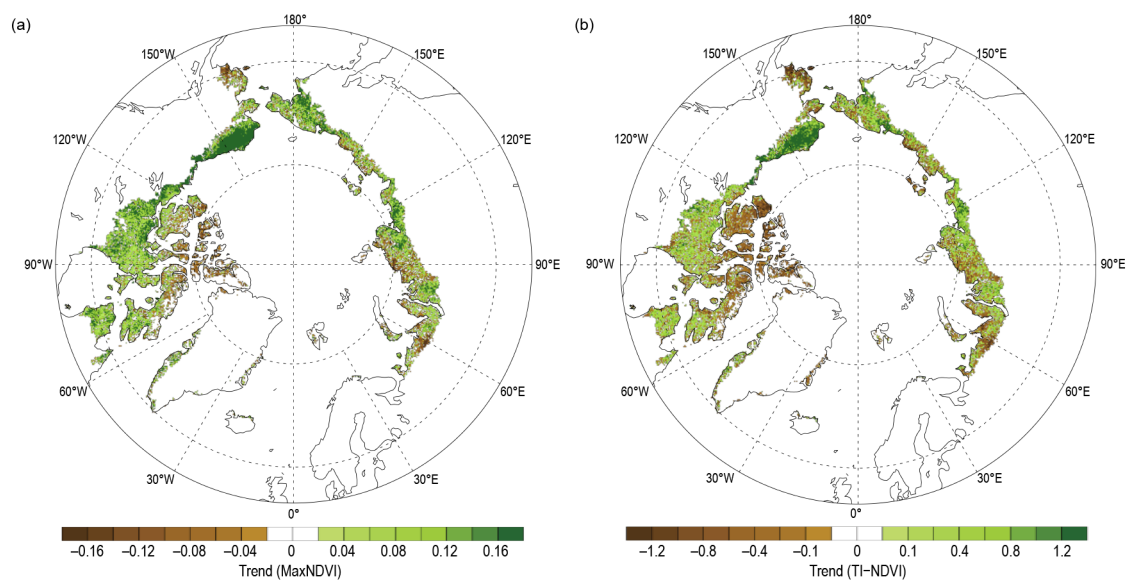 (a)
180°
150°W
150°E
120°W
120°E
90°W
90°E
60°W
60°E
30°W
30°E
0°
−0.16 −0.12 −0.08 −0.04 0 0.04 0.08 0.12 0.16
Trend (MaxNDVI)
(b)
180°
150°W
150°E
120°W
120°E
90°W
90°E
60°W
60°E
30°W
30°E
0°
−1.2 −0.8 −0.4 −0.1 0 0.1 0.4 0.8 1.2
Trend (TI−NDVI)